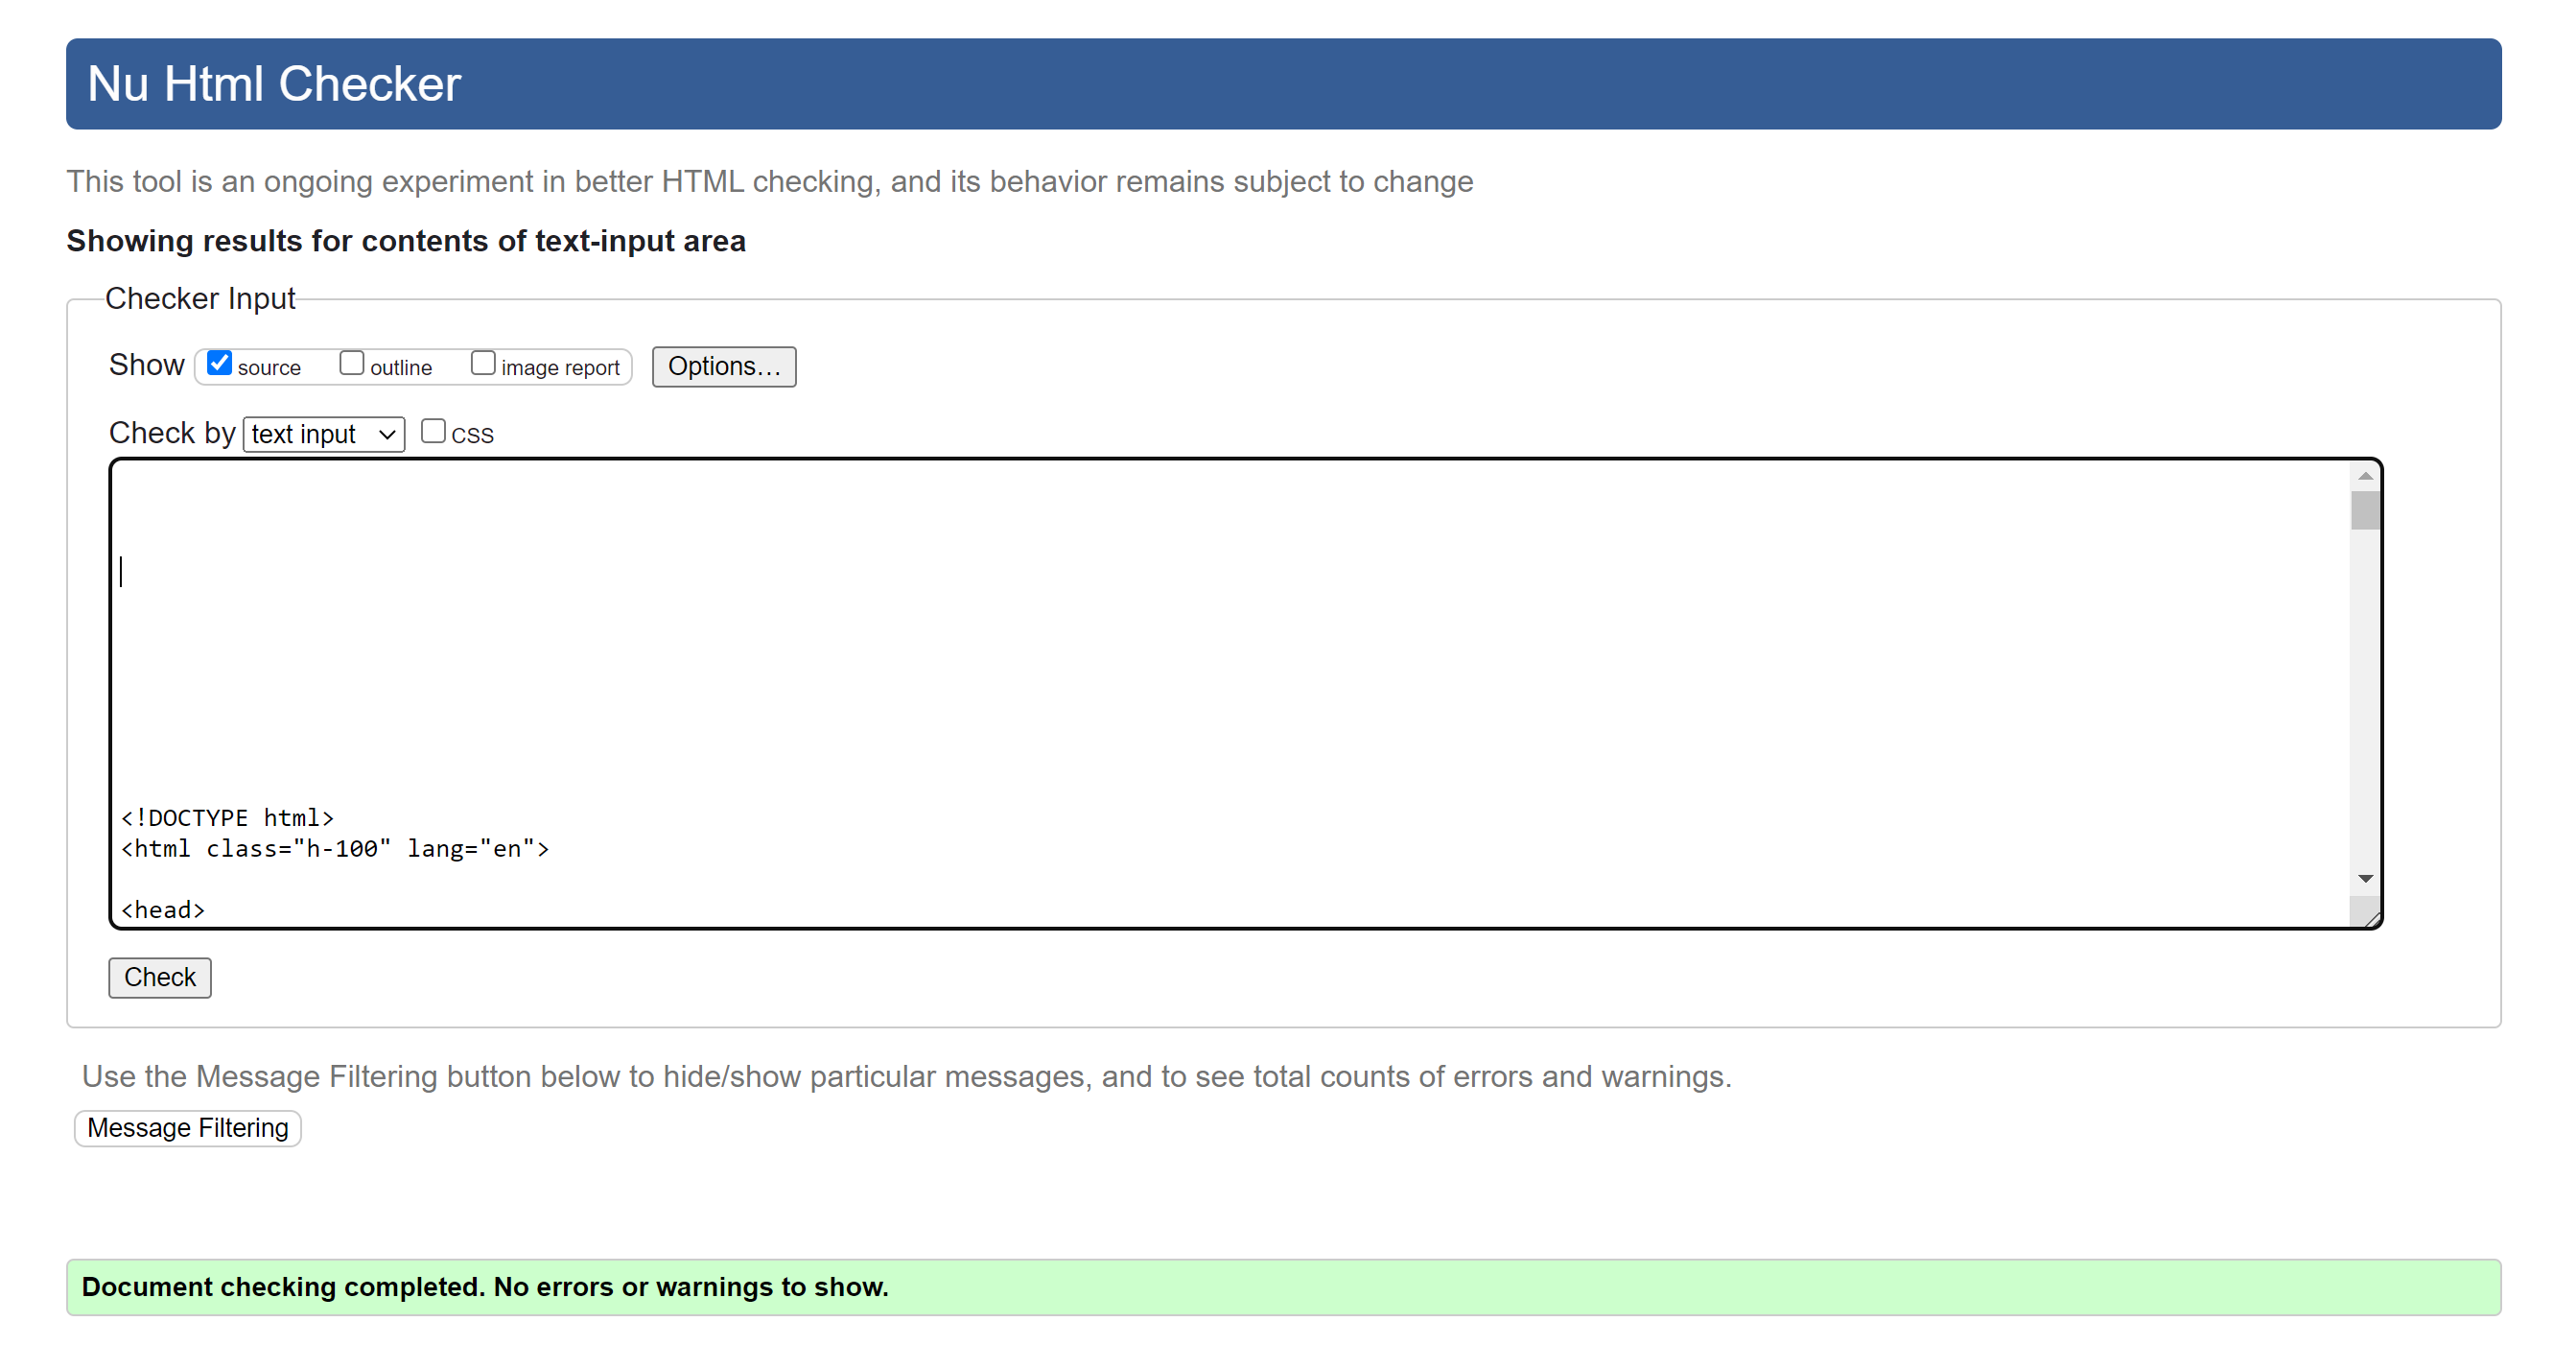 Nu Html Checker
This tool is an ongoing experiment in better HTML checking, and its behavior remains subject to change
Showing results for contents of text-input area
Checker Input
Show source outline image report Options…
Check by text input CSS
<!DOCTYPE html>
<html class="h-100" lang="en">
<head>
Check
Use the Message Filtering button below to hide/show particular messages, and to see total counts of errors and warnings.
Message Filtering
Document checking completed. No errors or warnings to show.